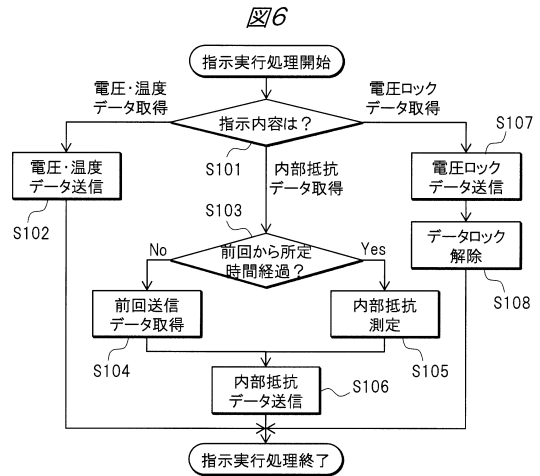 図6
指示実行処理開始
電圧・温度
データ取得
電圧ロック
データ取得
指示内容は？
S101
S107
電圧・温度
データ送信
S102
内部抵抗
データ取得
電圧ロック
データ送信
S103
前回から所定
時間経過？
No
Yes
データロック
解除
S108
前回送信
データ取得
S104
内部抵抗
測定
S105
内部抵抗
データ送信
S106
指示実行処理終了